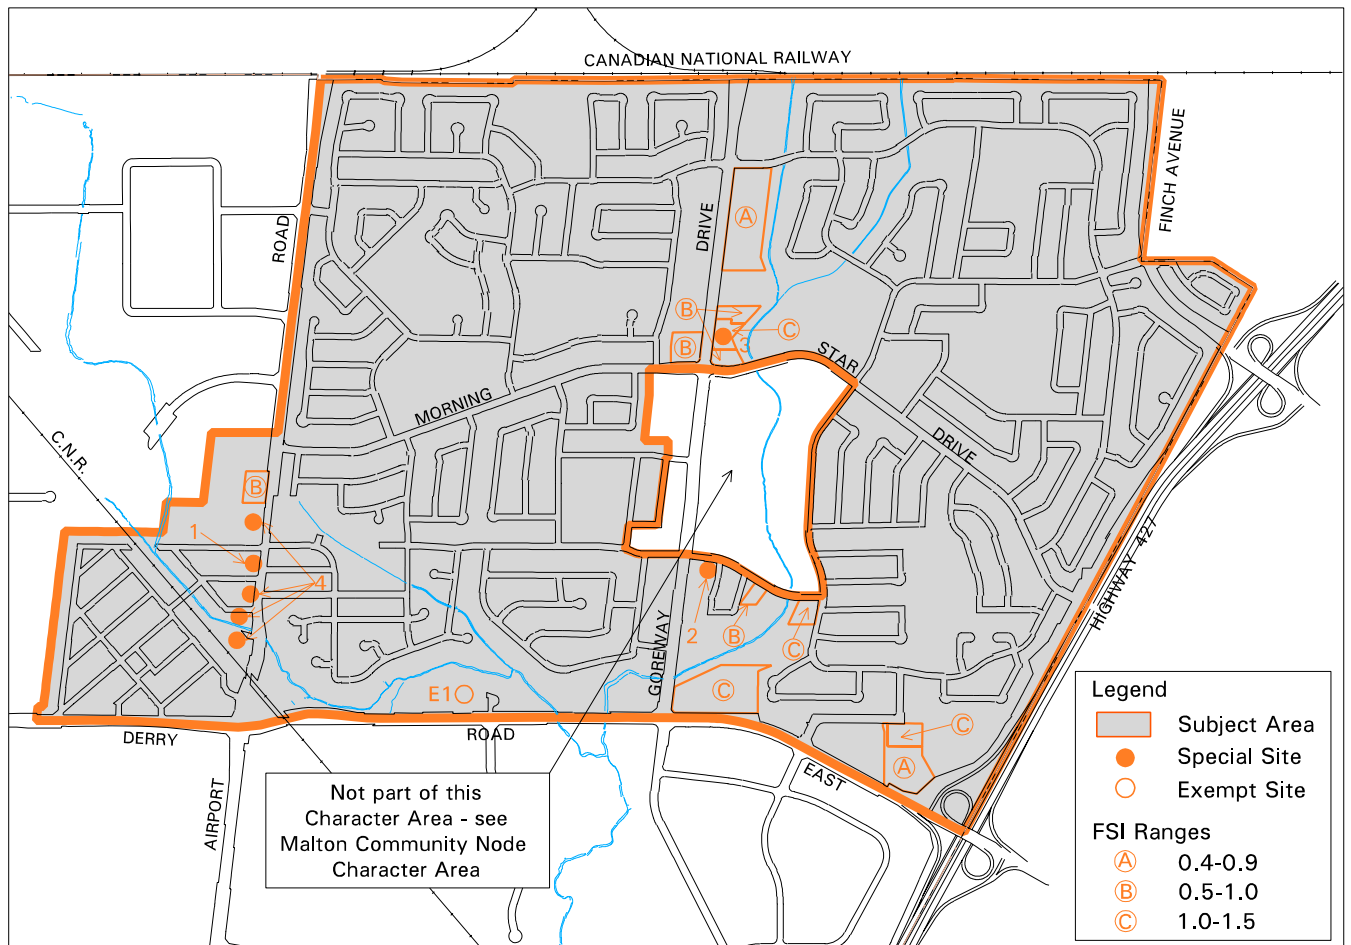 CANADIAN NATIONAL RAILWAY
FINCH AVENUE
ROAD
DRIVE
A
B
C
B
3
STAR
MORNING
DRIVE
C.N.R.
B
1
4
HIGHWAY 427
2
B
C
GOREWAY
E1
C
DERRY
ROAD
C
A
EAST
AIRPORT
Not part of this
Character Area - see
Malton Community Node
Character Area
Legend
Subject Area
Special Site
Exempt Site
FSI Ranges
A 0.4-0.9
B 0.5-1.0
C 1.0-1.5